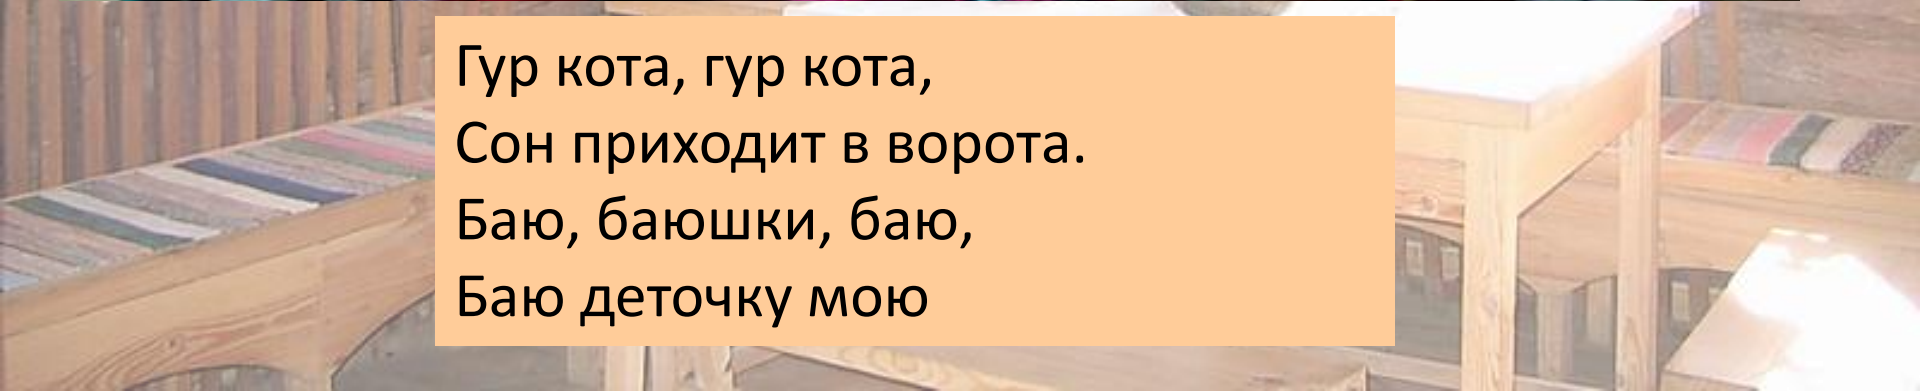 Гур кота, гур кота,
Сон приходит в ворота.
Баю, баюшки, баю,
Баю деточку мою